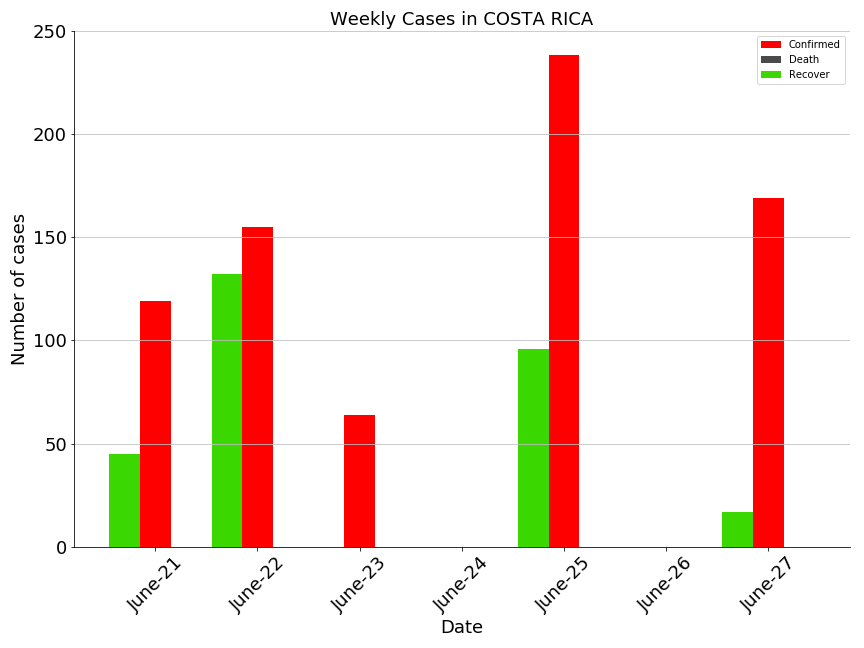 Weekly Cases in COSTA RICA
Confirmed
Death
Recover
Number of cases
250
200
150
100
50
0
June-21
June-22
June-23
June-24
June-25
June-26
June-27
Date